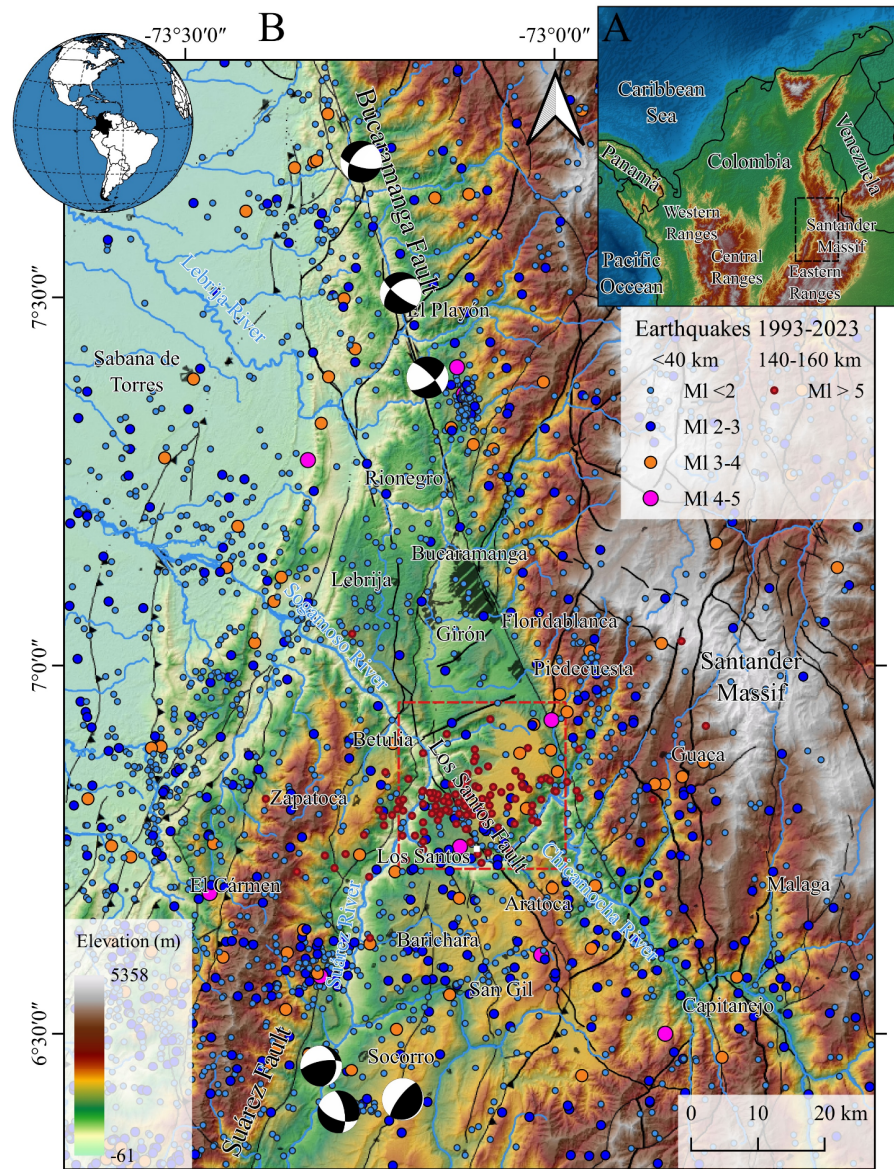 -73°30'0"
B
-73°0'0"
A
Caribbean
Sea
Panamá
Colombia
Venezuela
Western
Ranges
Santander
Massif
Central
Ranges
Pacific
Occean
Eastern
Ranges
Bucaramanga Fault
7°30'0"
Lebrija River
El Playón
Earthquakes 1993-2023
<40 km
140-160 km
Ml <2
Ml > 5
Ml 2-3
Ml 3-4
Ml 4-5
Sabana de
Torres
Rionegro
Bucaramanga
Lebrija
Sogamoso River
Girón
Floridablanca
7°0'0"
Piedecuesta
Santander
Massif
Betulia
Los Santos Fault
Guaca
Zapatoca
Los Santos
Chicamocha River
El Cármen
Aratoca
Malaga
Suárez River
Barichara
San Gil
Capitanejo
6°30'0"
Socorro
Suárez Fault
Elevation (m)
5358
-61
0 10 20 km